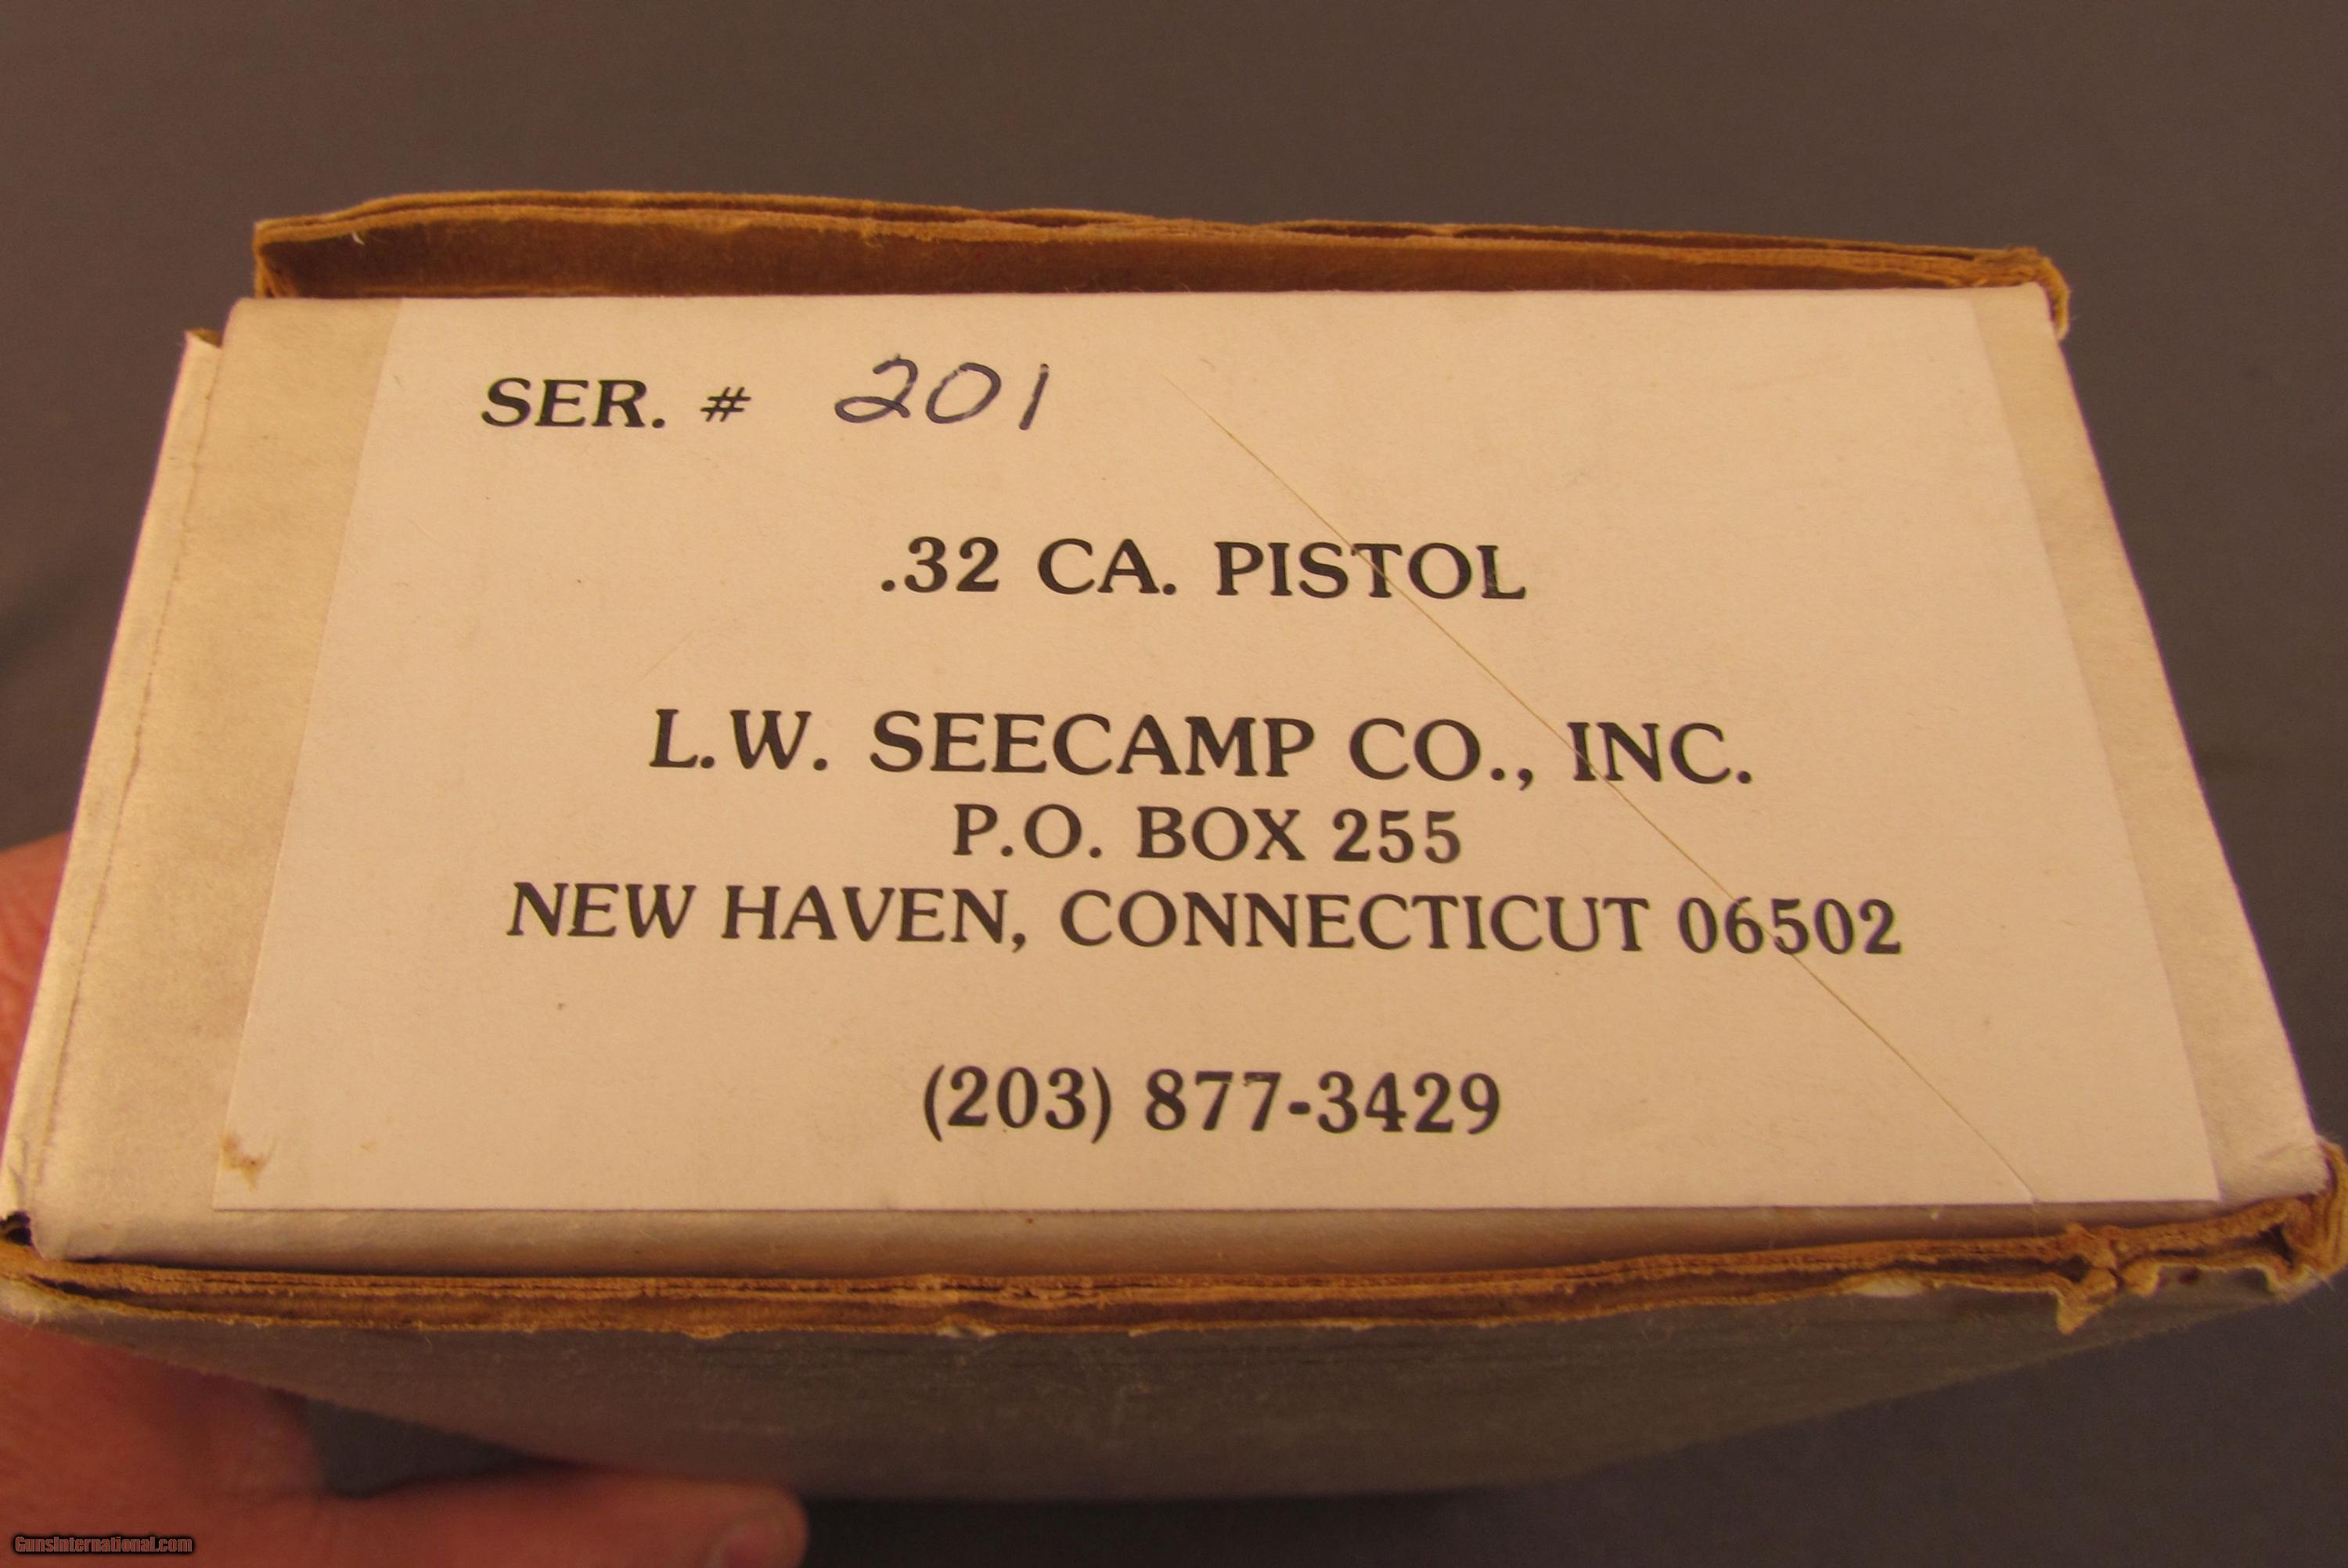 SER. # 201
.32 CA. PISTOL
L.W. SEECAMP CO., INC.
P.O. BOX 255
NEW HAVEN, CONNECTICUT 06502
(203) 877-3429
GunsInternational.com